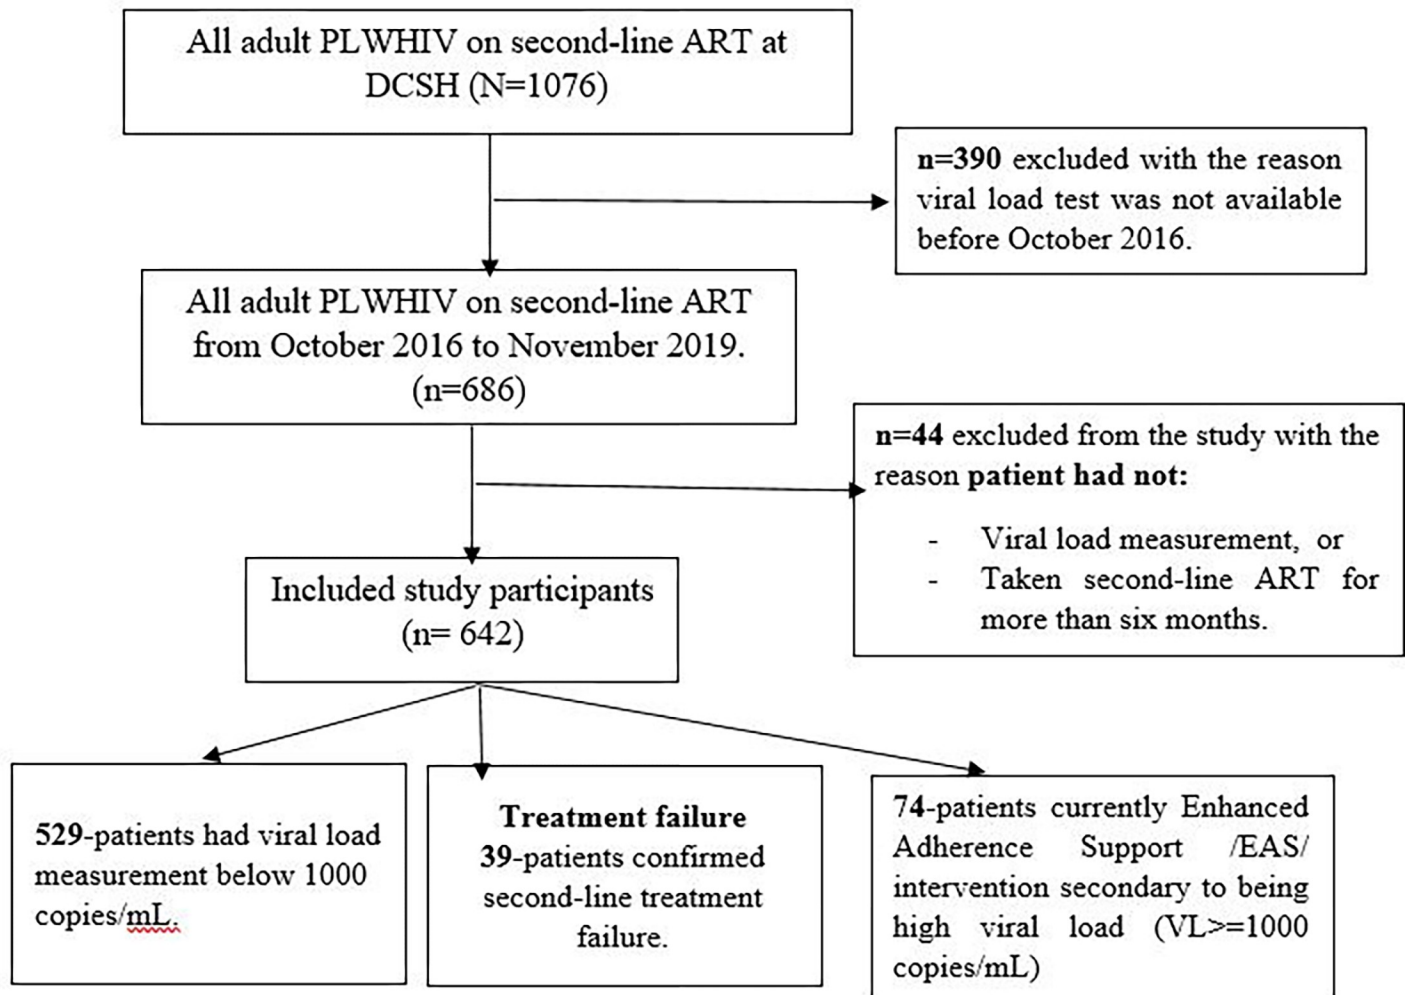 All adult PLWHIV on second-line ART at
DCSH (N=1076)
n=390 excluded with the reason
viral load test was not available
before October 2016.
All adult PLWHIV on second-line ART
from October 2016 to November 2019.
(n=686)
n=44 excluded from the study with the
reason patient had not:
- Viral load measurement, or
- Taken second-line ART for
more than six months.
Included study participants
(n= 642)
529-patients had viral load
measurement below 1000
copies/mL.
Treatment failure
39-patients confirmed
second-line treatment
failure.
74-patients currently Enhanced
Adherence Support /EAS/
intervention secondary to being
high viral load (VL>=1000
copies/mL)